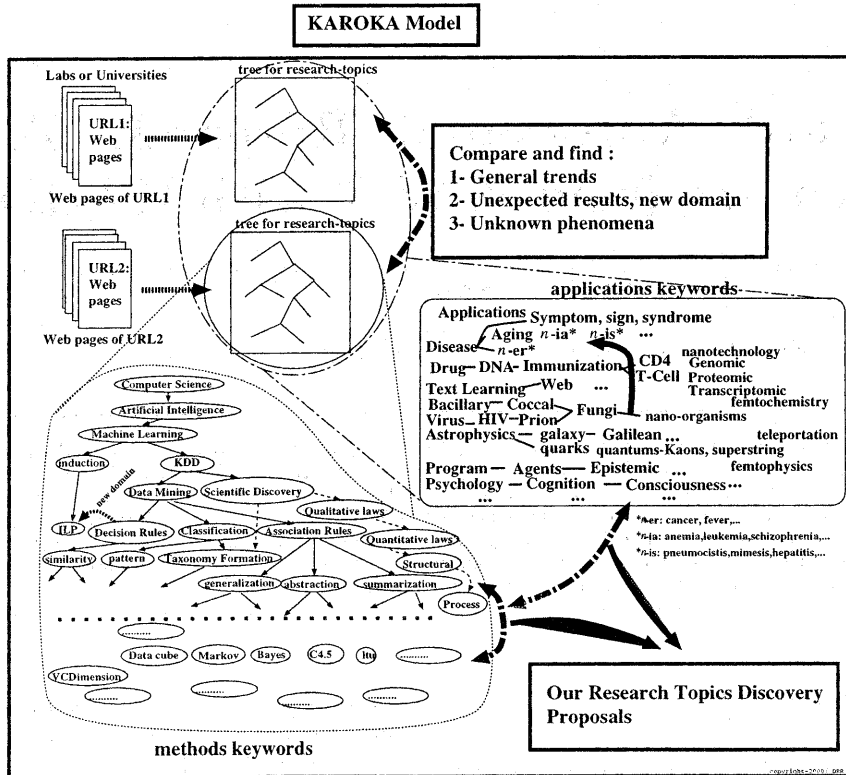 KAROKA Model
Labs or Universities
tree for research-topics
URL1:
Web
pages
Web pages of URL1
Compare and find :
1- General trends
2- Unexpected results, new domain
3- Unknown phenomena
tree for research-topics
URL2:
Web
pages
Web pages of URL2
applications keywords
Applications Symptom, sign, syndrome
Aging n-ia* n-is* ...
Disease n-er*
Drug DNA Immunization CD4 nanotechnology
T-Cell Genomic
Proteomic
Text Learning Web ... Transcriptomic
Bacillary Coccal femtochemistry
Virus HIV Prion Fungi nano-organisms
Astrophysics galaxy Galilean ... teleportation
quarks quantums-Kaons, superstring
Program Agents Epistemic ... femtophysics
Psychology Cognition Consciousness ...
... ... ...
*n-er: cancer, fever,...
*n-ia: anemia,leukemia,schizophrenia,...
*n-is: pneumocistis,mimesis,hepatitis,...
Computer Science
Artificial Intelligence
Machine Learning
induction KDD
new domain
Data Mining Scientific Discovery
Qualitative laws
ILP Decision Rules Classification Association Rules
Quantitative laws
similarity pattern Taxonomy Formation Structural
generalization abstraction summarization
Process
..........
Data cube Markov Bayes C4.5 ..........
VCDimension
.......... .......... .......... ..........
methods keywords
Our Research Topics Discovery
Proposals